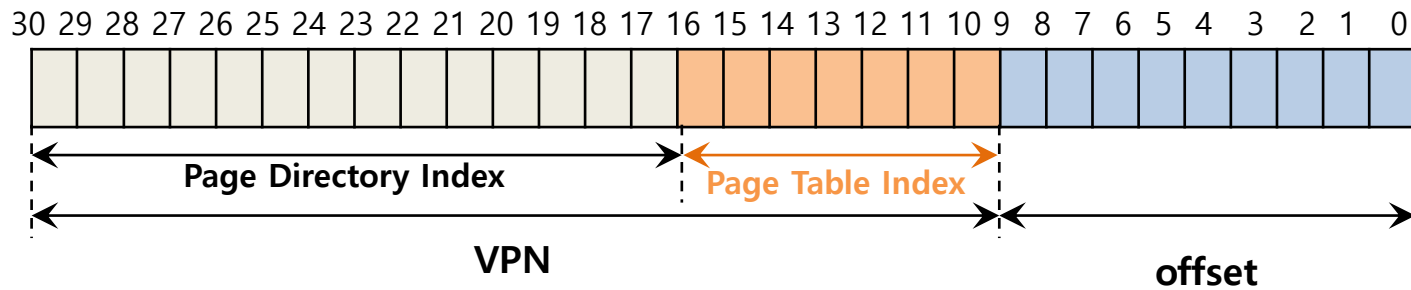 30 29 28 27 26 25 24 23 22 21 20 19 18 17 16 15 14 13 12 11 10 9 8 7 6 5 4 3 2 1 0
Page Directory Index
Page Table Index
VPN
offset